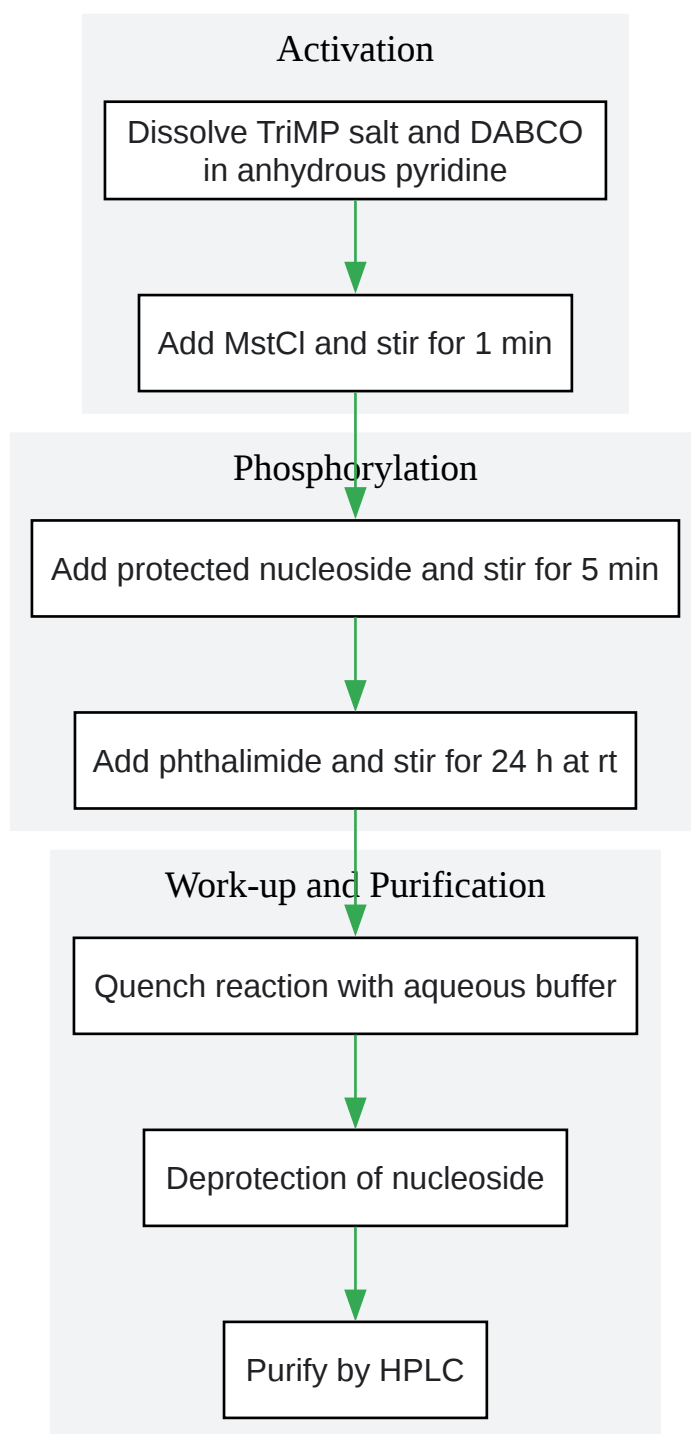 Activation
Dissolve TriMP salt and DABCO
in anhydrous pyridine
Add MstCl and stir for 1 min
Phosphorylation
Add protected nucleoside and stir for 5 min
Add phthalimide and stir for 24 h at rt
Work-up and Purification
Quench reaction with aqueous buffer
Deprotection of nucleoside
Purify by HPLC